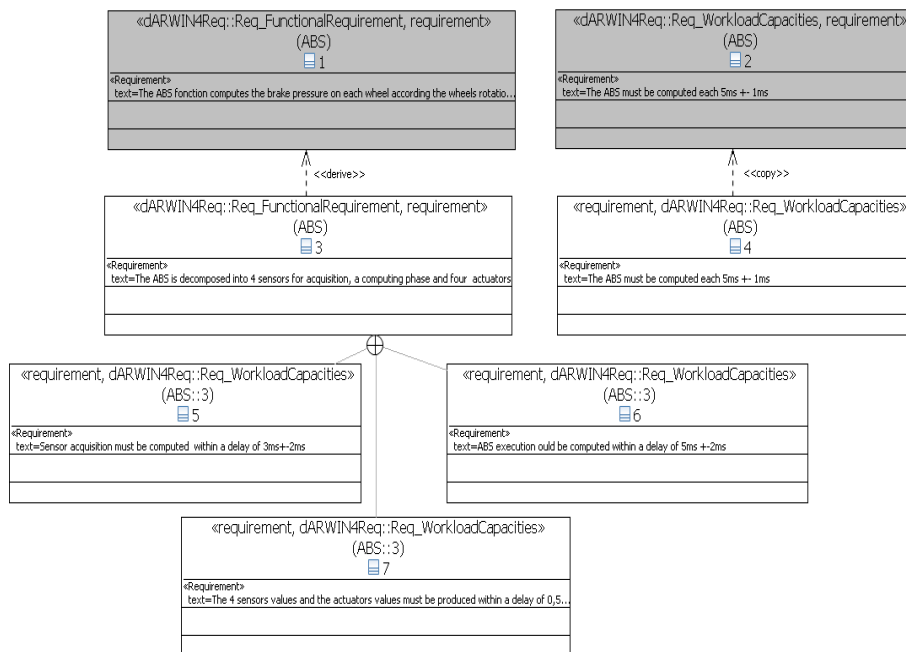 «dARWIN4Req::Req_FunctionalRequirement, requirement»
(ABS)
1
«Requirement»
text=The ABS fonction computes the brake pressure on each wheel according the wheels rotatio...
«dARWIN4Req::Req_WorkloadCapacities, requirement»
(ABS)
2
«Requirement»
text=The ABS must be computed each 5ms +- 1ms
<<derive>>
<<copy>>
«dARWIN4Req::Req_FunctionalRequirement, requirement»
(ABS)
3
«Requirement»
text=The ABS is decomposed into 4 sensors for acquisition, a computing phase and four actuators
«requirement, dARWIN4Req::Req_WorkloadCapacities»
(ABS)
4
«Requirement»
text=The ABS must be computed each 5ms +- 1ms
«requirement, dARWIN4Req::Req_WorkloadCapacities»
(ABS::3)
5
«Requirement»
text=Sensor acquisition must be computed within a delay of 3ms+-2ms
«requirement, dARWIN4Req::Req_WorkloadCapacities»
(ABS::3)
6
«Requirement»
text=ABS execution ould be computed within a delay of 5ms +-2ms
«requirement, dARWIN4Req::Req_WorkloadCapacities»
(ABS::3)
7
«Requirement»
text=The 4 sensors values and the actuators values must be produced within a delay of 0,5...